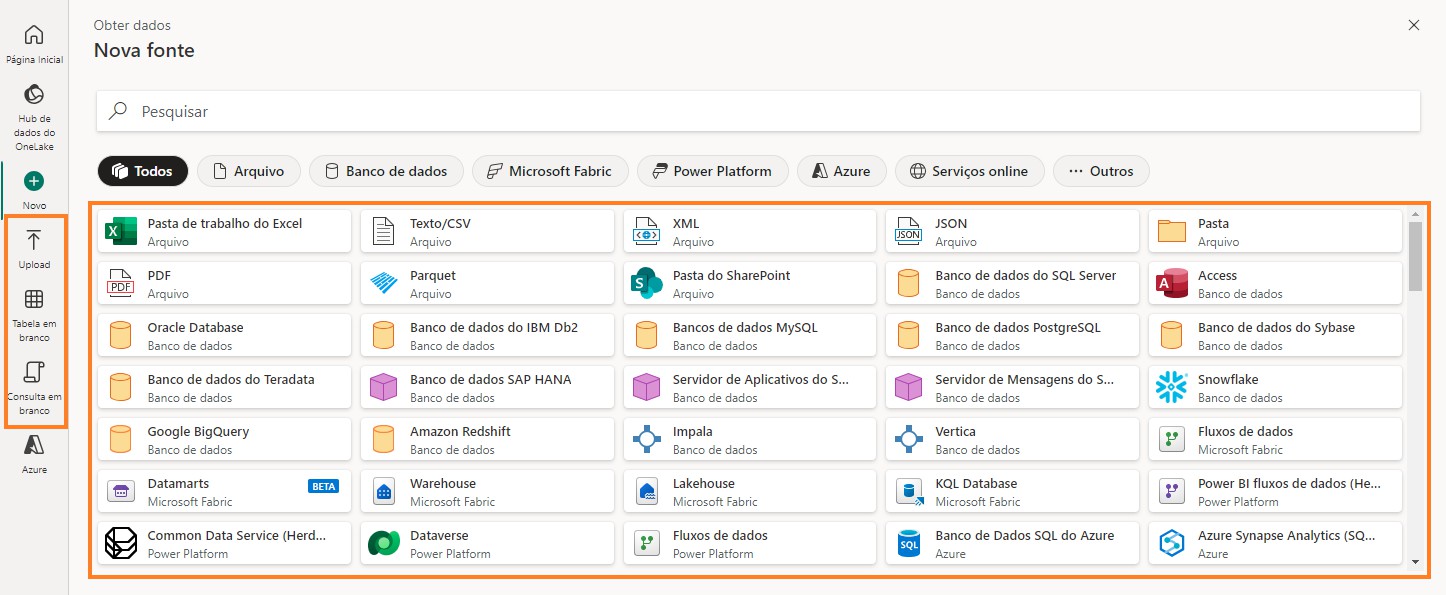 Obter dados
Nova fonte
Página Inicial
Hub de
dados do
OneLake
Novo
Upload
Tabela em
branco
Consulta em
branco
Azure
Pesquisar
Todos
Arquivo
Banco de dados
Microsoft Fabric
Power Platform
Azure
Serviços online
Outros
Pasta de trabalho do Excel
Arquivo
Texto/CSV
Arquivo
XML
Arquivo
JSON
JSON
Arquivo
Pasta
Arquivo
PDF
PDF
Arquivo
Parquet
Arquivo
S
Pasta do SharePoint
Arquivo
Banco de dados do SQL Server
Banco de dados
A
Access
Banco de dados
Oracle Database
Banco de dados
Banco de dados do IBM Db2
Banco de dados
Bancos de dados MySQL
Banco de dados
Banco de dados PostgreSQL
Banco de dados
Banco de dados do Sybase
Banco de dados
Banco de dados do Teradata
Banco de dados
Banco de dados SAP HANA
Banco de dados
Servidor de Aplicativos do S...
Banco de dados
Servidor de Mensagens do S...
Banco de dados
Snowflake
Banco de dados
Google BigQuery
Banco de dados
Amazon Redshift
Banco de dados
Impala
Banco de dados
Vertica
Banco de dados
Fluxos de dados
Microsoft Fabric
Datamarts
Microsoft Fabric
BETA
Warehouse
Microsoft Fabric
Lakehouse
Microsoft Fabric
KQL Database
Microsoft Fabric
Power BI fluxos de dados (He...
Power Platform
Common Data Service (Herd...
Power Platform
Dataverse
Power Platform
Fluxos de dados
Power Platform
SQL
Banco de Dados SQL do Azure
Azure
Azure Synapse Analytics (SQ...
Azure